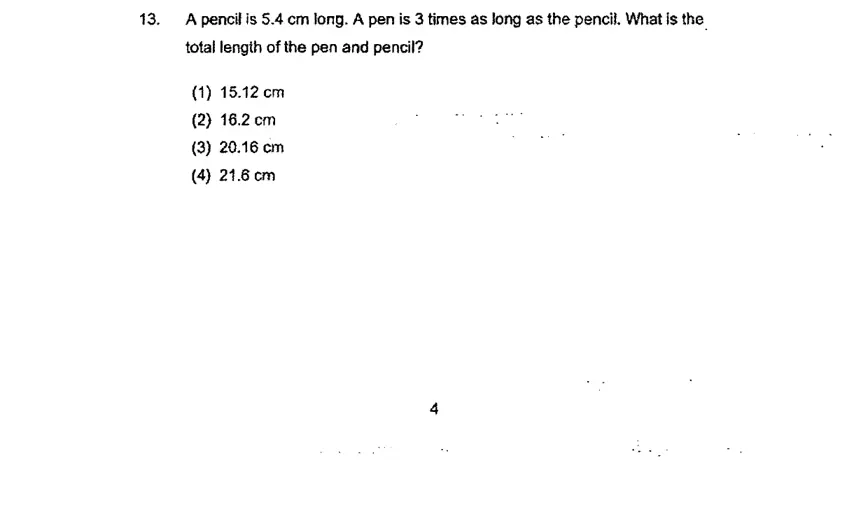 13. A pencil is 5.4 cm long. A pen is 3 times as long as the pencil. What is the
total length of the pen and pencil?
(1) 15.12 cm
(2) 16.2 cm
(3) 20.16 cm
(4) 21.6 cm
4